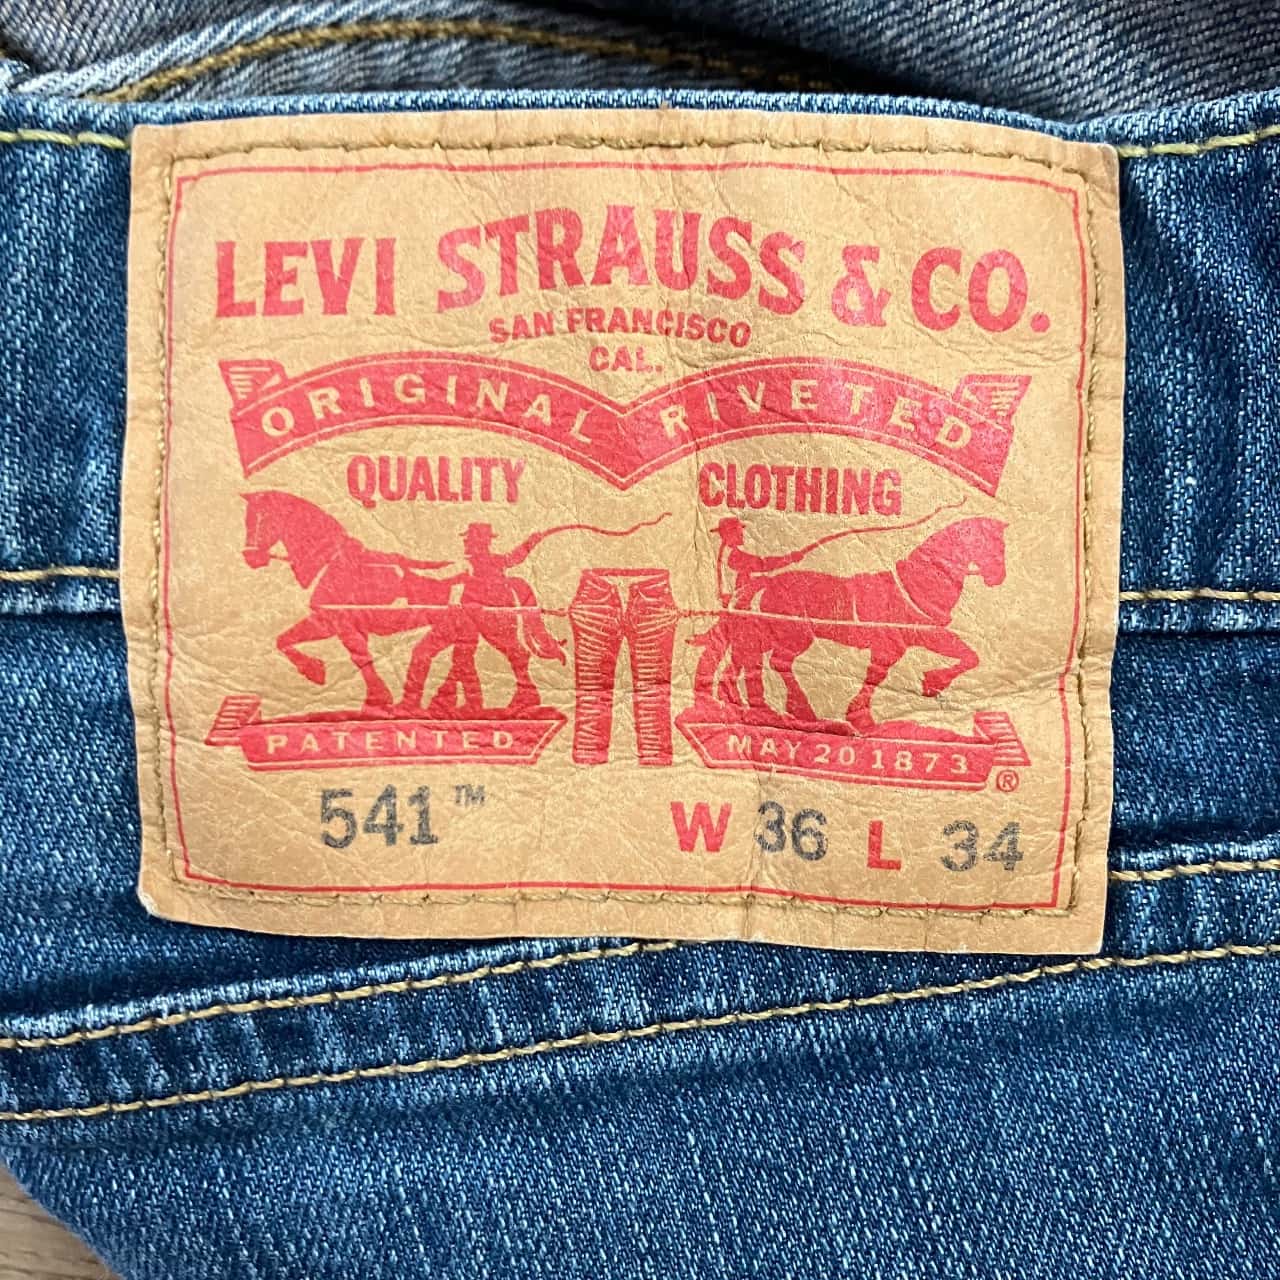 LEVI STRAUSS & CO.
SAN FRANCISCO
CAL.
ORIGINAL RIVETED
QUALITY CLOTHING
PATENTED MAY 20 1873 ®
541™ W 36 L 34